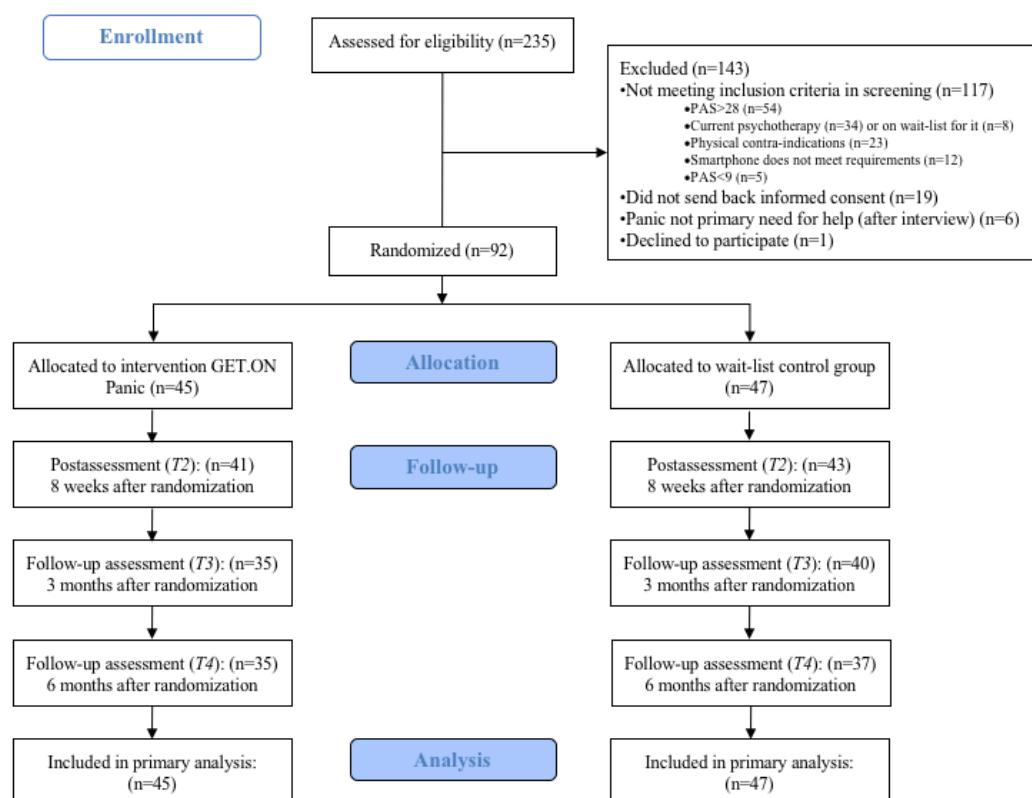 Enrollment
Assessed for eligibility (n=235)
Excluded (n=143)
•Not meeting inclusion criteria in screening (n=117)
•PAS>28 (n=54)
•Current psychotherapy (n=34) or on wait-list for it (n=8)
•Physical contra-indications (n=23)
•Smartphone does not meet requirements (n=12)
•PAS<9 (n=5)
•Did not send back informed consent (n=19)
•Panic not primary need for help (after interview) (n=6)
•Declined to participate (n=1)
Randomized (n=92)
Allocated to intervention GET.ON
Panic (n=45)
Allocation
Allocated to wait-list control group
(n=47)
Postassessment (T2): (n=41)
8 weeks after randomization
Follow-up
Postassessment (T2): (n=43)
8 weeks after randomization
Follow-up assessment (T3): (n=35)
3 months after randomization
Follow-up assessment (T3): (n=40)
3 months after randomization
Follow-up assessment (T4): (n=35)
6 months after randomization
Follow-up assessment (T4): (n=37)
6 months after randomization
Included in primary analysis:
(n=45)
Analysis
Included in primary analysis:
(n=47)